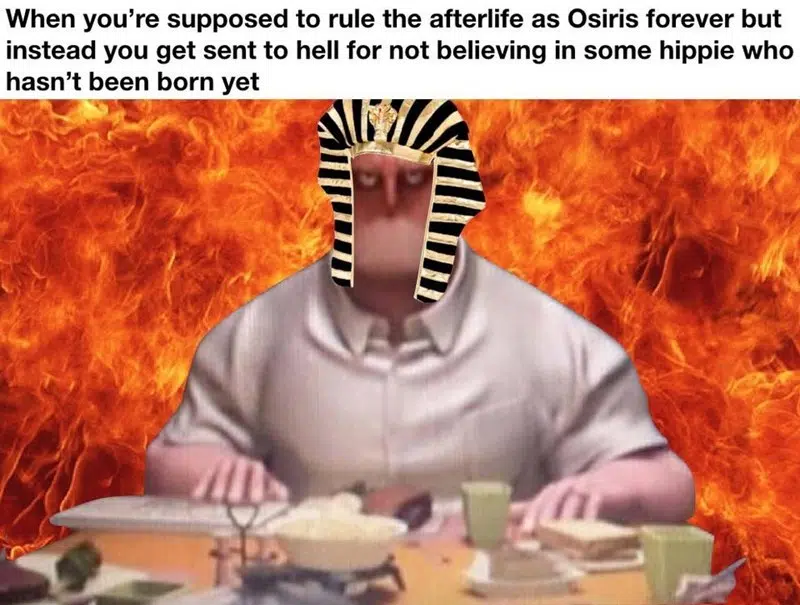 When you’re supposed to rule the afterlife as Osiris forever but
instead you get sent to hell for not believing in some hippie who
hasn’t been born yet